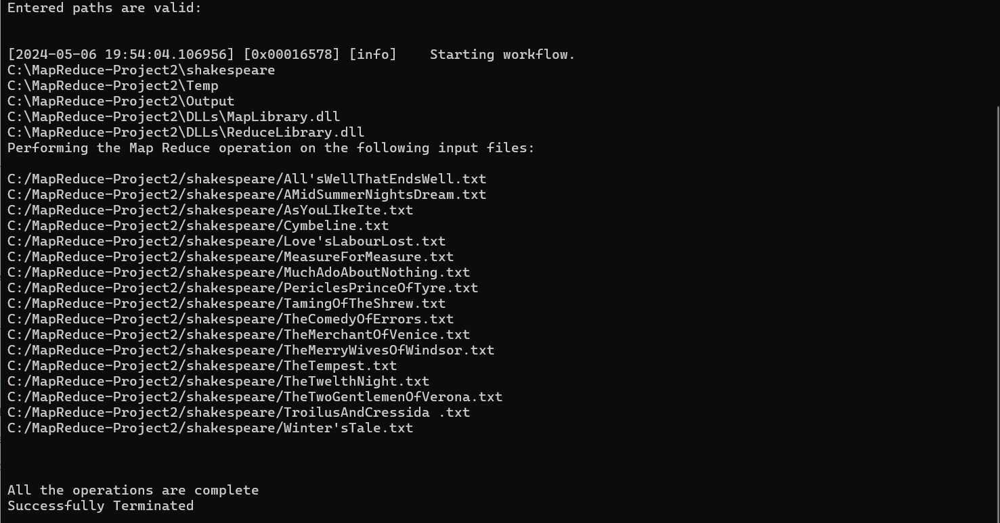 Entered paths are valid:
[2024-05-06 19:54:04.106956] [0x00016578] [info]    Starting workflow.
C:\MapReduce-Project2\shakespeare
C:\MapReduce-Project2\Temp
C:\MapReduce-Project2\Output
C:\MapReduce-Project2\DLLs\MapLibrary.dll
C:\MapReduce-Project2\DLLs\ReduceLibrary.dll
Performing the Map Reduce operation on the following input files:
C:/MapReduce-Project2/shakespeare/All'sWellThatEndsWell.txt
C:/MapReduce-Project2/shakespeare/AMidSummerNightsDream.txt
C:/MapReduce-Project2/shakespeare/AsYouLIkeIte.txt
C:/MapReduce-Project2/shakespeare/Cymbeline.txt
C:/MapReduce-Project2/shakespeare/Love'sLabourLost.txt
C:/MapReduce-Project2/shakespeare/MeasureForMeasure.txt
C:/MapReduce-Project2/shakespeare/MuchAdoAboutNothing.txt
C:/MapReduce-Project2/shakespeare/PericlesPrinceOfTyre.txt
C:/MapReduce-Project2/shakespeare/TamingOfTheShrew.txt
C:/MapReduce-Project2/shakespeare/TheComedyOfErrors.txt
C:/MapReduce-Project2/shakespeare/TheMerchantOfVenice.txt
C:/MapReduce-Project2/shakespeare/TheMerryWivesOfWindsor.txt
C:/MapReduce-Project2/shakespeare/TheTempest.txt
C:/MapReduce-Project2/shakespeare/TheTwelthNight.txt
C:/MapReduce-Project2/shakespeare/TheTwoGentlemenOfVerona.txt
C:/MapReduce-Project2/shakespeare/TroilusAndCressida .txt
C:/MapReduce-Project2/shakespeare/Winter'sTale.txt
All the operations are complete
Successfully Terminated